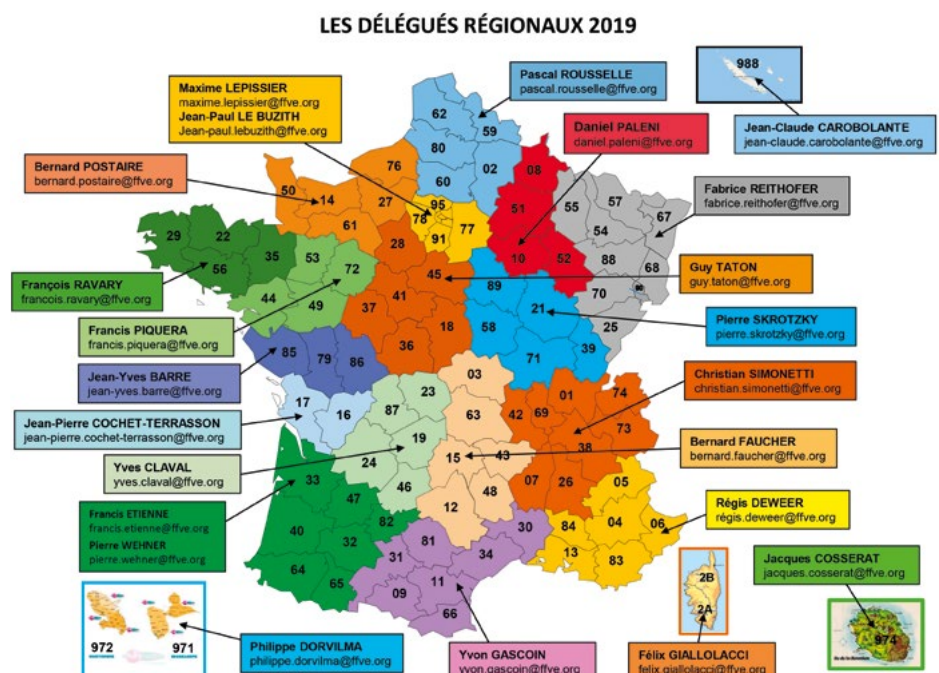 LES DÉLÉGUÉS RÉGIONAUX 2019
Maxime LEPISSIER
maxime.lepissier@ffve.org
Jean-Paul LE BUZITH
Jean-paul.lebuzith@ffve.org
Pascal ROUSSELLE
pascal.rousselle@ffve.org
988
Jean-Claude CAROBOLANTE
jean-claude.carobolante@ffve.org
Daniel PALENI
daniel.paleni@ffve.org
Bernard POSTAIRE
bernard.postaire@ffve.org
Fabrice REITHOFER
fabrice.reithofer@ffve.org
François RAVARY
francois.ravary@ffve.org
Guy TATON
guy.taton@ffve.org
Francis PIQUERA
francis.piquera@ffve.org
Pierre SKROTZKY
pierre.skrotzky@ffve.org
Jean-Yves BARRE
jean-yves.barre@ffve.org
Christian SIMONETTI
christian.simonetti@ffve.org
Jean-Pierre COCHET-TERRASSON
jean-pierre.cochet-terrasson@ffve.org
Bernard FAUCHER
bernard.faucher@ffve.org
Yves CLAVAL
yves.claval@ffve.org
Francis ETIENNE
francis.etienne@ffve.org
Pierre WEHNER
pierre.wehner@ffve.org
Régis DEWEER
régis.deweer@ffve.org
Jacques COSSERAT
jacques.cosserat@ffve.org
Philippe DORVILMA
philippe.dorvilma@ffve.org
Yvon GASCOIN
yvon.gascoin@ffve.org
Félix GIALLOLACCI
felix.giallolacci@ffve.org
62
59
80
02
60
76
50
14
27
61
95
78
77
91
08
51
10
52
55
57
67
54
88
68
70
90
25
29
22
56
35
53
72
44
49
28
45
41
37
18
36
89
21
58
71
39
85
79
86
17
16
23
87
19
24
46
03
63
15
43
12
48
01
74
42
69
73
38
07
26
05
04
06
84
13
83
33
47
82
40
32
64
65
30
81
34
31
11
09
66
2B
2A
972
971
974